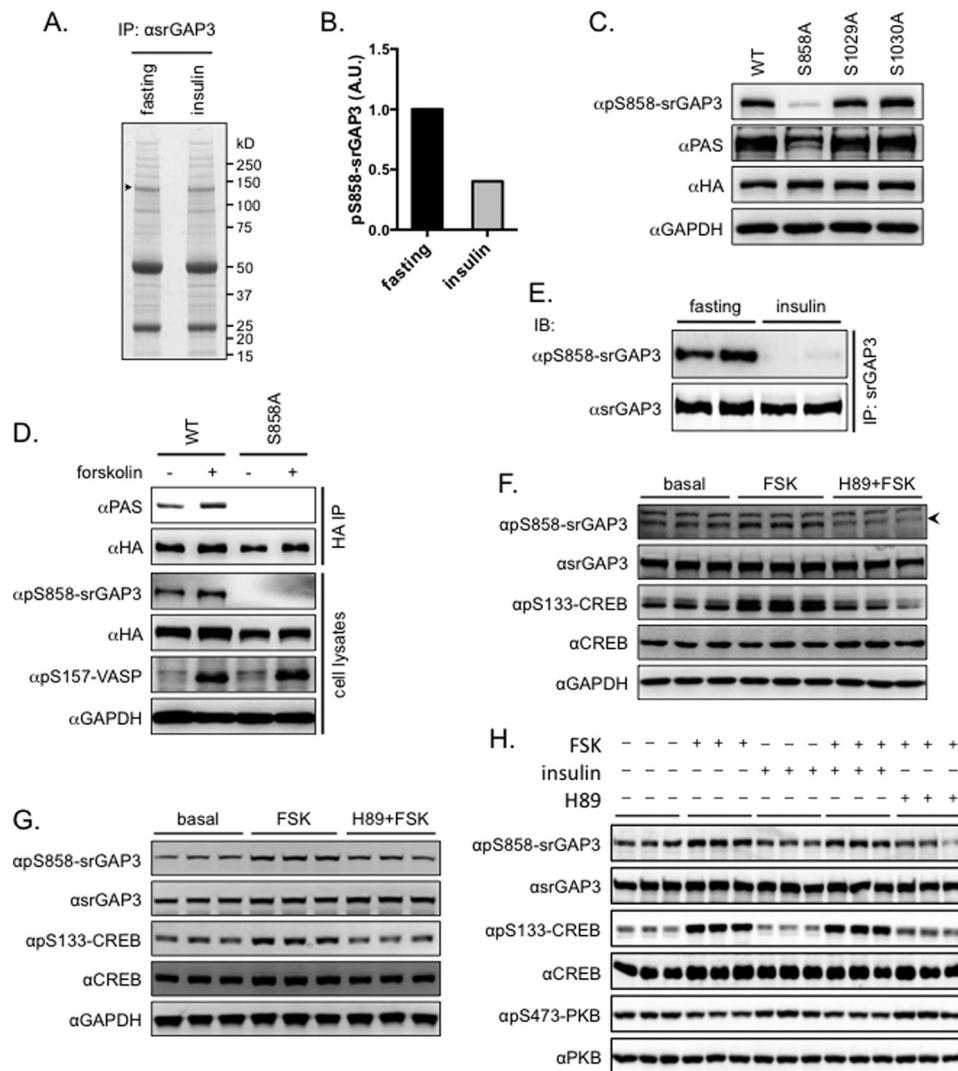 A.
IP: αsrGAP3
fasting
insulin
kD
250
150
100
75
50
37
25
20
15
B.
pS858-srGAP3 (A.U.)
1.5
1.0
0.5
0.0
fasting
insulin
C.
WT
S858A
S1029A
S1030A
αpS858-srGAP3
αPAS
αHA
αGAPDH
E.
fasting insulin
IB:
αpS858-srGAP3
αsrGAP3
IP: srGAP3
D.
WT
S858A
forskolin - + - +
αPAS
αHA
HA IP
αpS858-srGAP3
αHA
αpS157-VASP
αGAPDH
cell lysates
F.
basal FSK H89+FSK
αpS858-srGAP3
αsrGAP3
αpS133-CREB
αCREB
αGAPDH
G.
basal FSK H89+FSK
αpS858-srGAP3
αsrGAP3
αpS133-CREB
αCREB
αGAPDH
H.
FSK − − − + + + − − − + + + + + +
insulin − − − − − − + + + + + + − − −
H89 − − − − − − − − − − − − + + +
αpS858-srGAP3
αsrGAP3
αpS133-CREB
αCREB
αpS473-PKB
αPKB